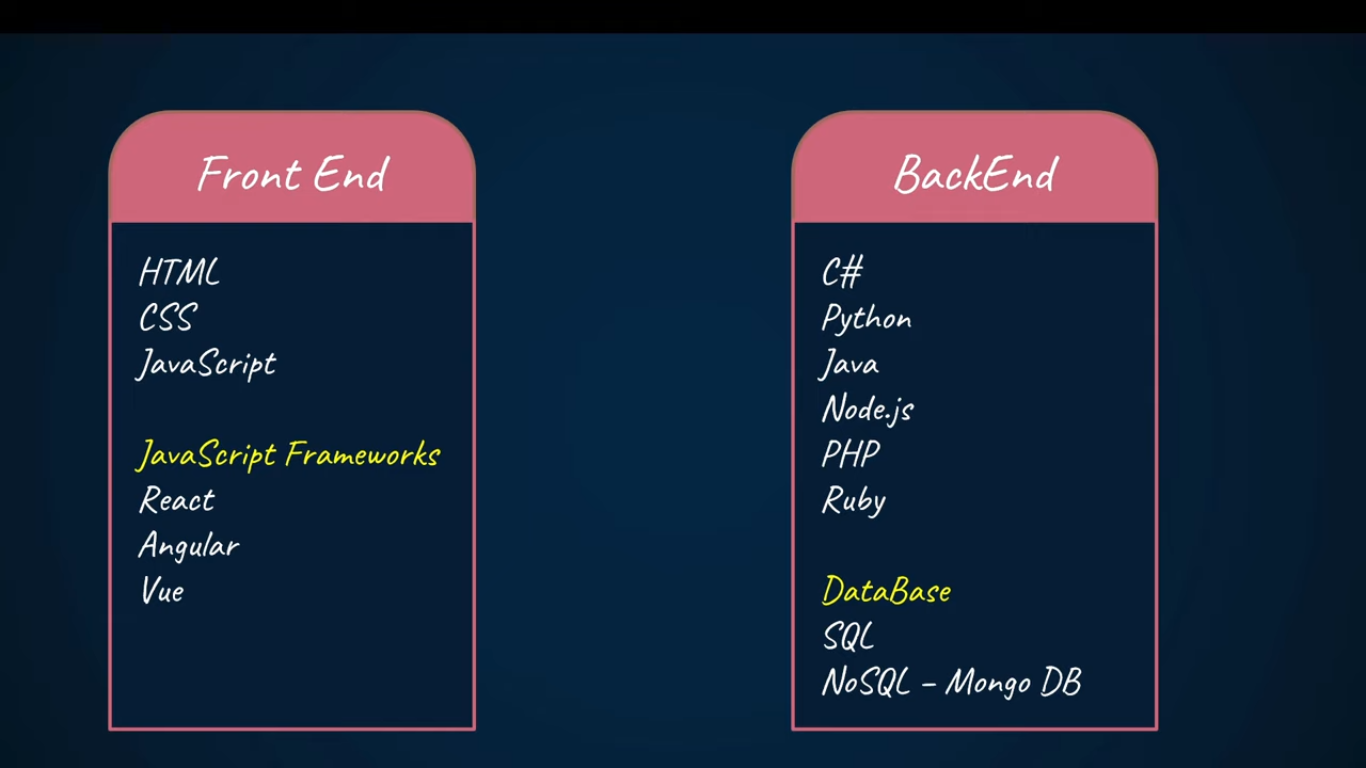 Front End
HTML
CSS
JavaScript
JavaScript Frameworks
React
Angular
Vue
BackEnd
C#
Python
Java
Node.js
PHP
Ruby
DataBase
SQL
NoSQL – Mongo DB